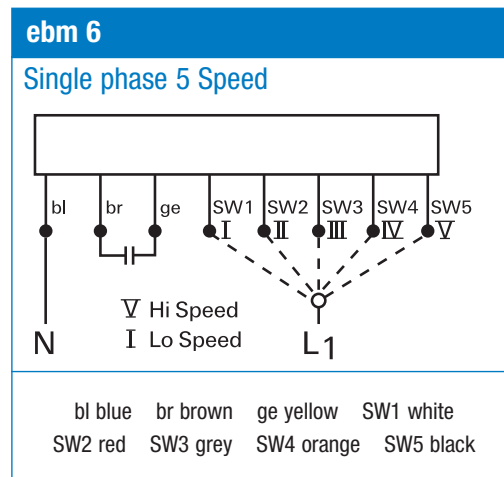 ebm 6
Single phase 5 Speed
bl br ge SW1 SW2 SW3 SW4 SW5
I II III IV V
V Hi Speed
I Lo Speed
N L1
bl blue br brown ge yellow SW1 white
SW2 red SW3 grey SW4 orange SW5 black